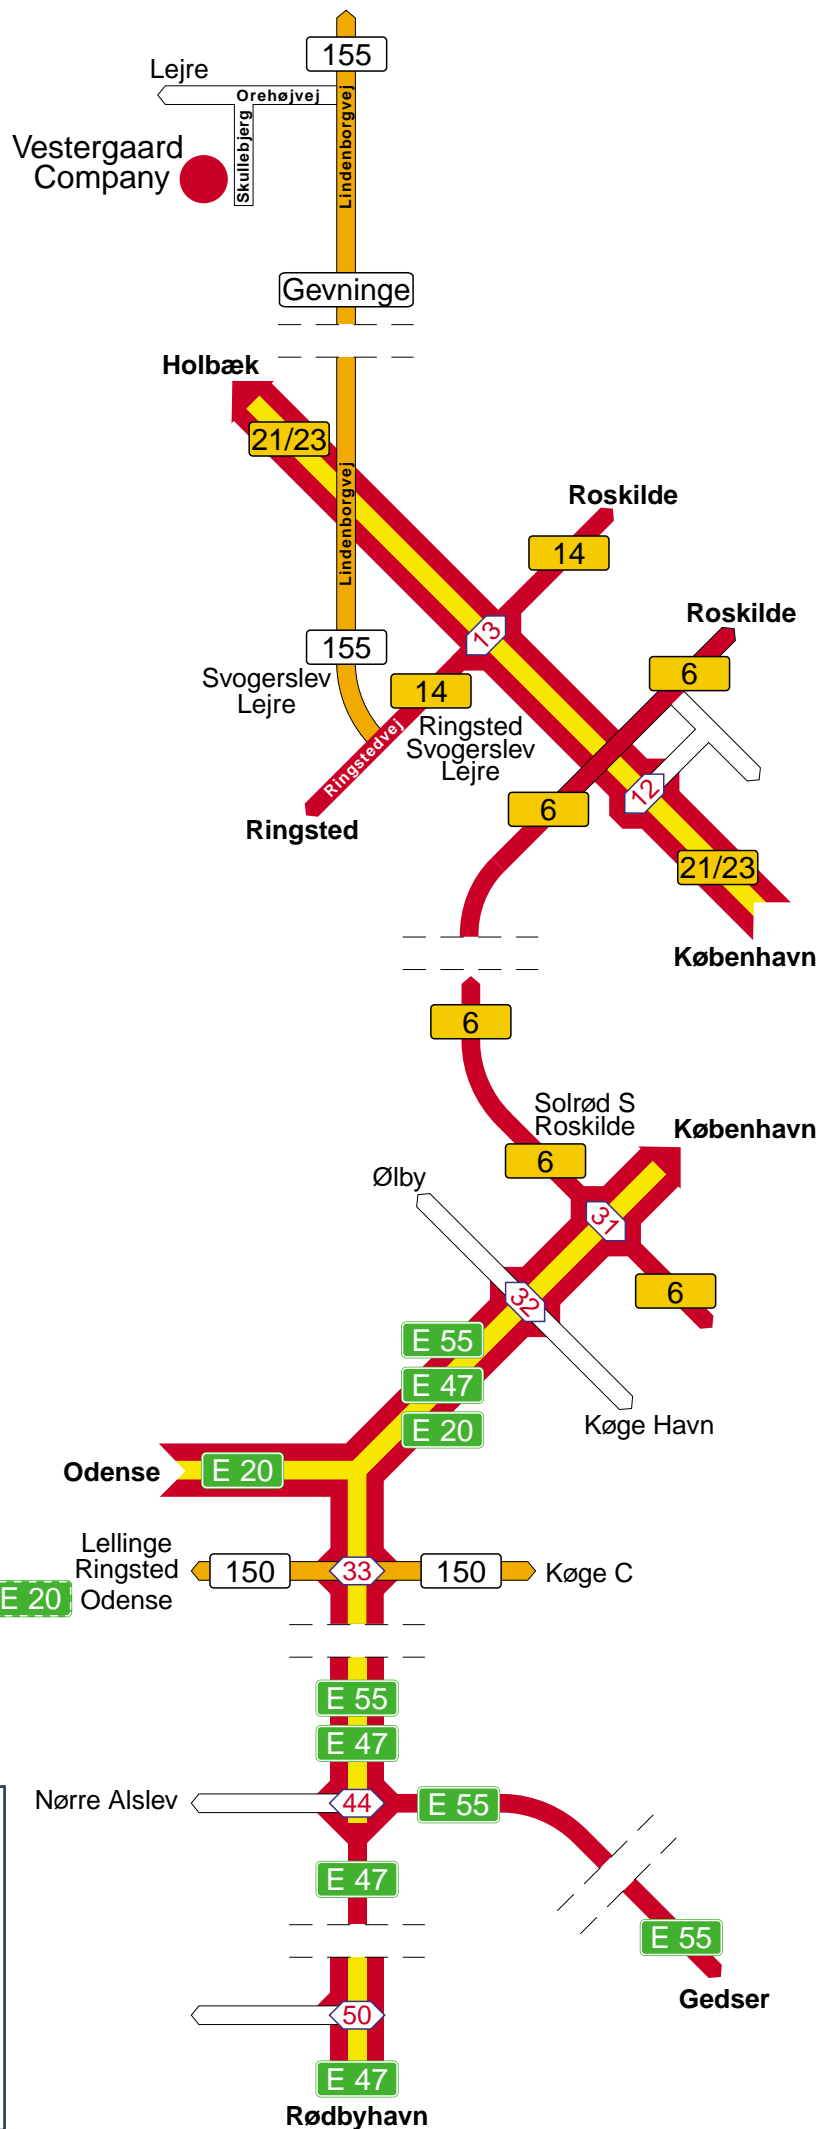 155
Lejre
Orehøjvej
Lindenborgvej
Skullebjerg
Vestergaard
Company
Gevninge
Holbæk
21/23
Lindenborgvej
Roskilde
14
13
Roskilde
6
155
Svogerslev
Lejre
14
Ringstedvej
Ringsted
Svogerslev
Lejre
Ringsted
12
6
21/23
København
6
Solrød S
Roskilde
København
6
Ølby
31
6
32
E 55
E 47
E 20
Køge Havn
Odense
E 20
Lellinge
Ringsted
E 20 Odense
150
33
150
Køge C
E 55
E 47
Nørre Alslev
44
E 55
E 47
E 55
Gedser
50
E 47
Rødbyhavn